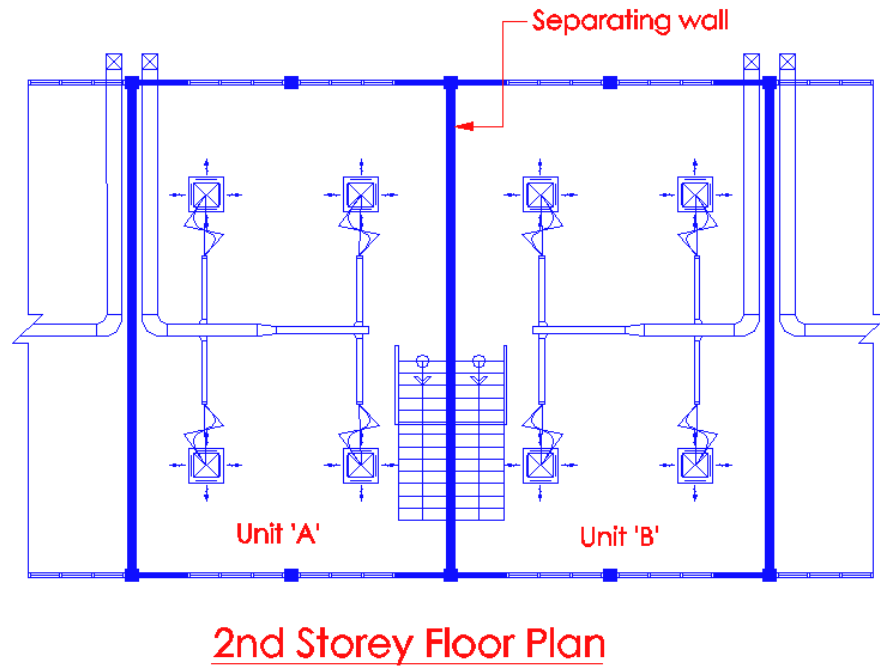 Separating wall
Unit 'A'
Unit 'B'
2nd Storey Floor Plan